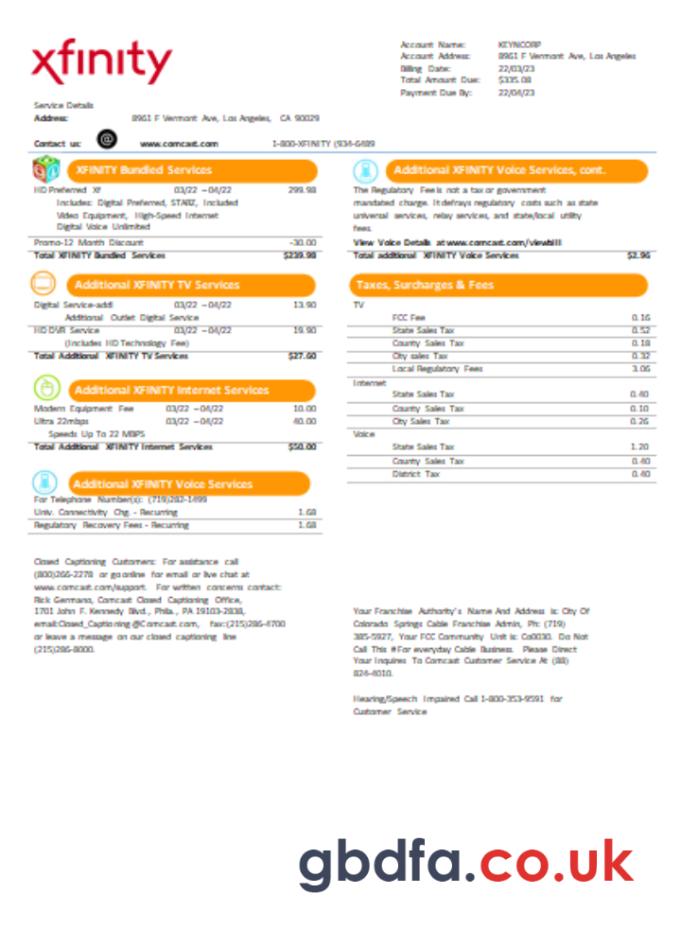 xfinity
Account Name: KEYNCORP
Account Address: 8961 F Vermont Ave, Los Angeles
Billing Date: 22/03/23
Total Amount Due: $335.08
Payment Due By: 22/04/23
Service Details
Address: 8961 F Vermont Ave, Los Angeles, CA 90029
Contact us: @ www.comcast.com 1-800-XFINITY (934-6489
XFINITY Bundled Services
HD Preferred XF 03/22 –04/22 299.98
Includes: Digital Preferred, STARZ, Included
Video Equipment, High-Speed Internet
Digital Voice Unlimited
Promo-12 Month Discount -30.00
Total XFINITY Bundled Services $239.98
Additional XFINITY TV Services
Digital Service-addl 03/22 –04/22 13.90
Additional Outlet Digital Service
HD DVR Service 03/22 –04/22 19.90
(Includes HD Technology Fee)
Total Additional XFINITY TV Services $27.60
Additional XFINITY Internet Services
Modem Equipment Fee 03/22 –04/22 10.00
Ultra 22mbps 03/22 –04/22 40.00
Speeds Up To 22 MBPS
Total Additional XFINITY Internet Services $50.00
Additional XFINITY Voice Services
For Telephone Number(s): (719)282-1499
Univ. Connectivity Chg. - Recurring 1.68
Regulatory Recovery Fees - Recurring 1.68
Closed Captioning Customers: For assistance call
(800)266-2278 or go online for email or live chat at
www.comcast.com/support. For written concerns contact:
Rick Germano, Comcast Closed Captioning Office,
1701 John F. Kennedy Blvd., Phila., PA 19103-2838,
email:Closed_Captioning@Comcast.com, fax:(215)286-4700
or leave a message on our closed captioning line
(215)286-8000.
Additional XFINITY Voice Services, cont.
The Regulatory Fee is not a tax or government
mandated charge. It defrays regulatory costs such as state
universal services, relay services, and state/local utility
fees.
View Voice Details at www.comcast.com/viewbill
Total additional XFINITY Voice Services $2.96
Taxes, Surcharges & Fees
TV
FCC Fee 0.16
State Sales Tax 0.52
County Sales Tax 0.18
City sales Tax 0.32
Local Regulatory Fees 3.06
Internet
State Sales Tax 0.40
County Sales Tax 0.10
City Sales Tax 0.26
Voice
State Sales Tax 1.20
County Sales Tax 0.40
District Tax 0.40
Your Franchise Authority's Name And Address is: City Of
Colorado Springs Cable Franchise Admin, Ph: (719)
385-5927, Your FCC Community Unit is: Co0030. Do Not
Call This # For everyday Cable Business. Please Direct
Your Inquires To Comcast Customer Service At (88)
824-4010.
Hearing/Speech Impaired Call 1-800-353-9591 for
Customer Service
gbdfa.co.uk